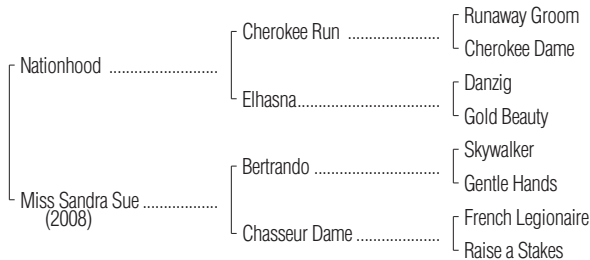 Runaway Groom
Cherokee Run ....................
Cherokee Dame
Nationhood ........................
Danzig
Elhasna................................
Gold Beauty
Skywalker
Bertrando ............................
Gentle Hands
Miss Sandra Sue ................
(2008)
French Legionaire
Chasseur Dame ..................
Raise a Stakes